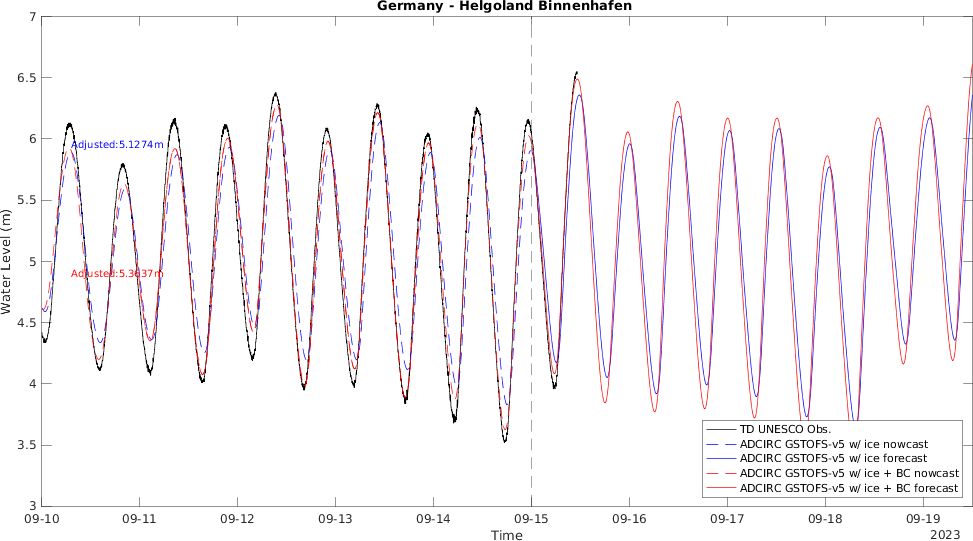 Germany - Helgoland Binnenhafen
7
6.5
6
5.5
5
4.5
4
3.5
3
Water Level (m)
Adjusted:5.1274m
Adjusted:5.3637m
TD UNESCO Obs.
ADCIRC GSTOFS-v5 w/ ice nowcast
ADCIRC GSTOFS-v5 w/ ice forecast
ADCIRC GSTOFS-v5 w/ ice + BC nowcast
ADCIRC GSTOFS-v5 w/ ice + BC forecast
09-10 09-11 09-12 09-13 09-14 09-15 09-16 09-17 09-18 09-19
Time
2023